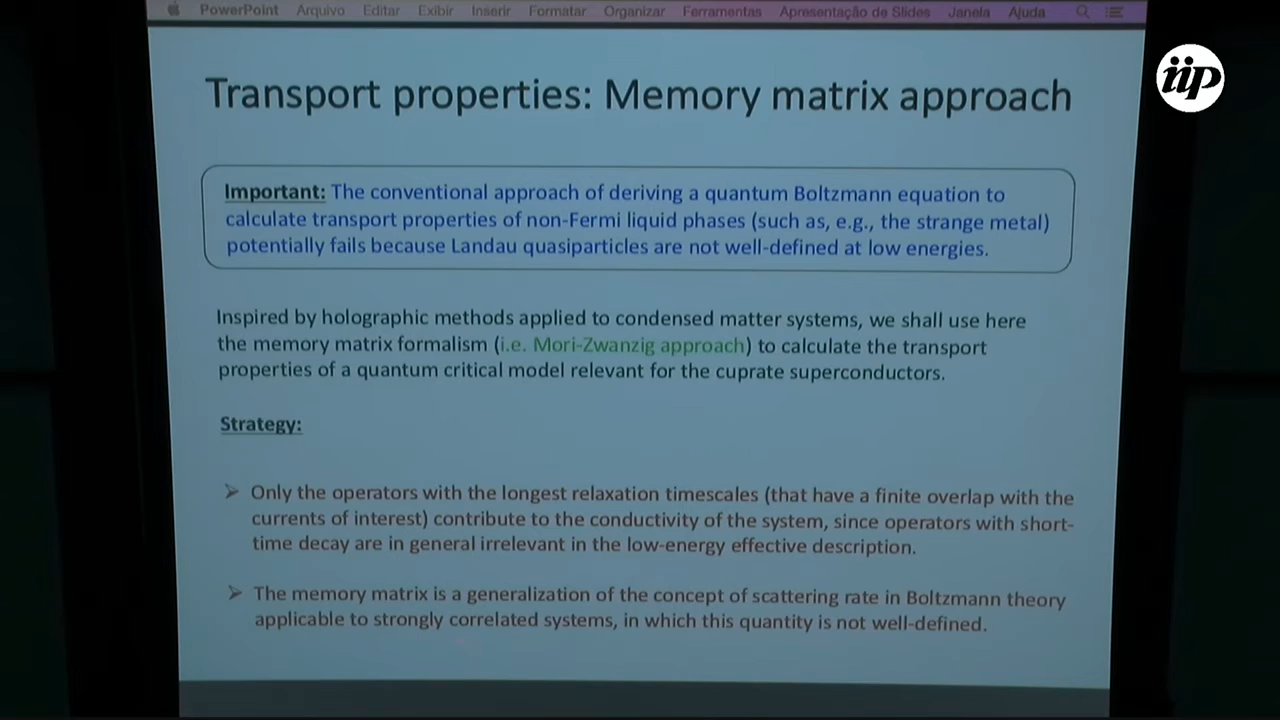 PowerPoint Arquivo Editar Exibir Inserir Formatar Organizar Ferramentas Apresentação de Slides Janela Ajuda
iip
Transport properties: Memory matrix approach
Important: The conventional approach of deriving a quantum Boltzmann equation to
calculate transport properties of non-Fermi liquid phases (such as, e.g., the strange metal)
potentially fails because Landau quasiparticles are not well-defined at low energies.
Inspired by holographic methods applied to condensed matter systems, we shall use here
the memory matrix formalism (i.e. Mori-Zwanzig approach) to calculate the transport
properties of a quantum critical model relevant for the cuprate superconductors.
Strategy:
➢ Only the operators with the longest relaxation timescales (that have a finite overlap with the
currents of interest) contribute to the conductivity of the system, since operators with short-
time decay are in general irrelevant in the low-energy effective description.
➢ The memory matrix is a generalization of the concept of scattering rate in Boltzmann theory
applicable to strongly correlated systems, in which this quantity is not well-defined.